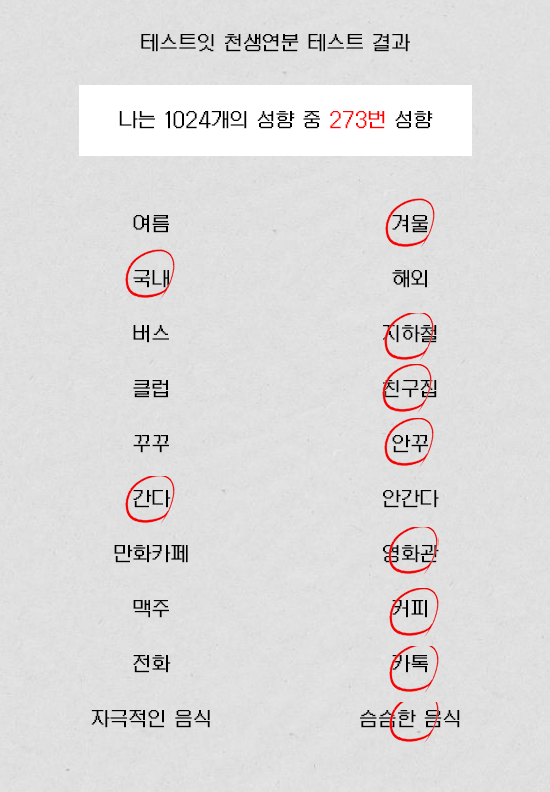 테스트잇 천생연분 테스트 결과
나는 1024개의 성향 중 273번 성향
여름 겨울
국내 해외
버스 지하철
클럽 친구집
꾸꾸 안꾸
간다 안간다
만화카페 영화관
맥주 커피
전화 카톡
자극적인 음식 슴슴한 음식